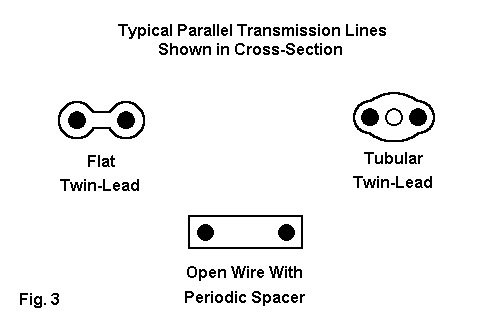 Typical Parallel Transmission Lines
Shown in Cross-Section
Flat
Twin-Lead
Tubular
Twin-Lead
Open Wire With
Periodic Spacer
Fig. 3